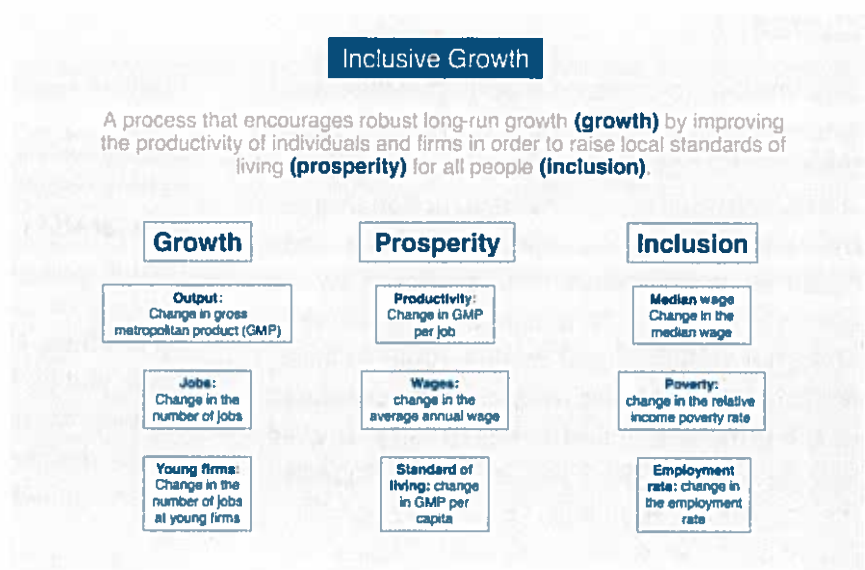 Inclusive Growth
A process that encourages robust long-run growth (growth) by improving
the productivity of individuals and firms in order to raise local standards of
living (prosperity) for all people (inclusion).
Growth
Output:
Change in gross
metropolitan product (GMP)
Jobs:
Change in the
number of jobs
Young firms:
Change in the
number of jobs
at young firms
Prosperity
Productivity:
Change in GMP
per job
Wages:
change in the
average annual wage
Standard of
living: change
in GMP per
capita
Inclusion
Median wage
Change in the
median wage
Poverty:
change in the relative
income poverty rate
Employment
rate: change in
the employment
rate